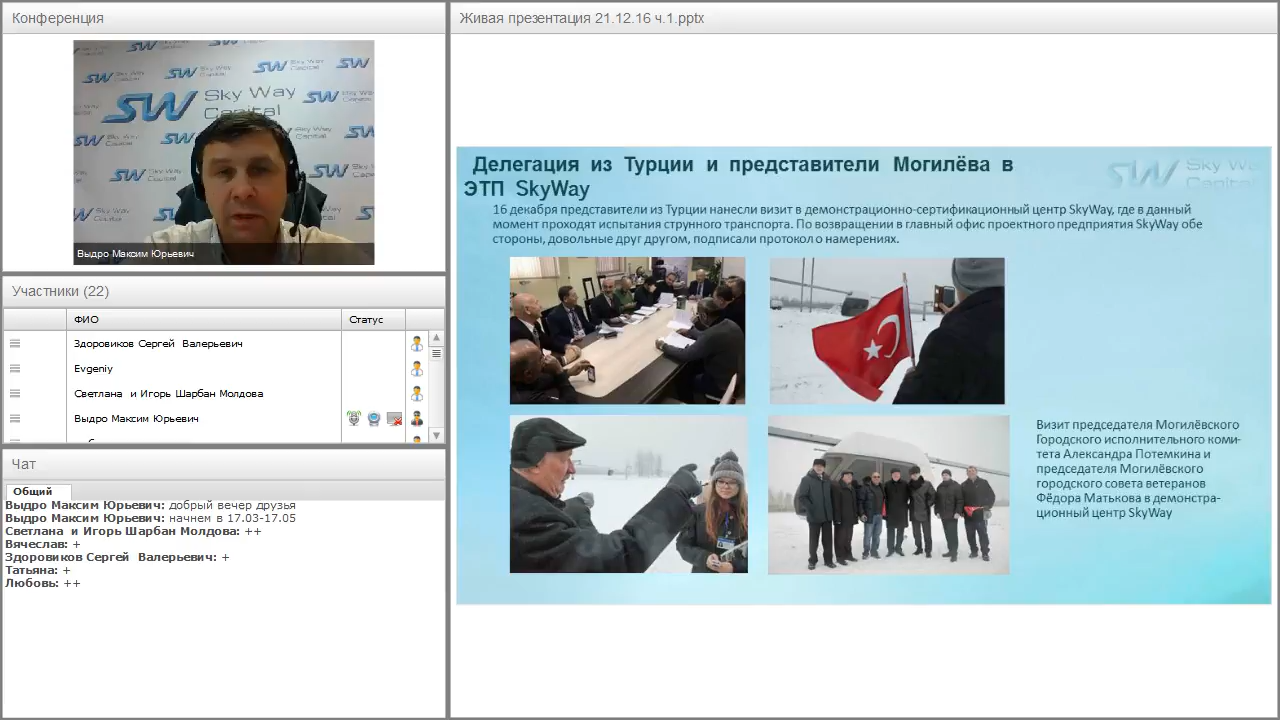 Конференция
SW Sky Way Capital
Выдро Максим Юрьевич
Участники (22)
ФИО
Статус
Здоровиков Сергей Валерьевич
Evgeniy
Светлана и Игорь Шарбан Молдова
Выдро Максим Юрьевич
Чат
Общий
Выдро Максим Юрьевич: добрый вечер друзья
Выдро Максим Юрьевич: начнем в 17.03-17.05
Светлана и Игорь Шарбан Молдова: ++
Вячеслав: +
Здоровиков Сергей Валерьевич: +
Татьяна: +
Любовь: ++
Живая презентация 21.12.16 ч.1.pptx
Делегация из Турции и представители Могилёва в
ЭТП SkyWay
SW Sky Way
Capital
16 декабря представители из Турции нанесли визит в демонстрационно-сертификационный центр SkyWay, где в данный
момент проходят испытания струнного транспорта. По возвращении в главный офис проектного предприятия SkyWay обе
стороны, довольные друг другом, подписали протокол о намерениях.
Визит председателя Могилёвского
Городского исполнительного коми-
тета Александра Потемкина и
председателя Могилёвского
городского совета ветеранов
Фёдора Матькова в демонстра-
ционный центр SkyWay